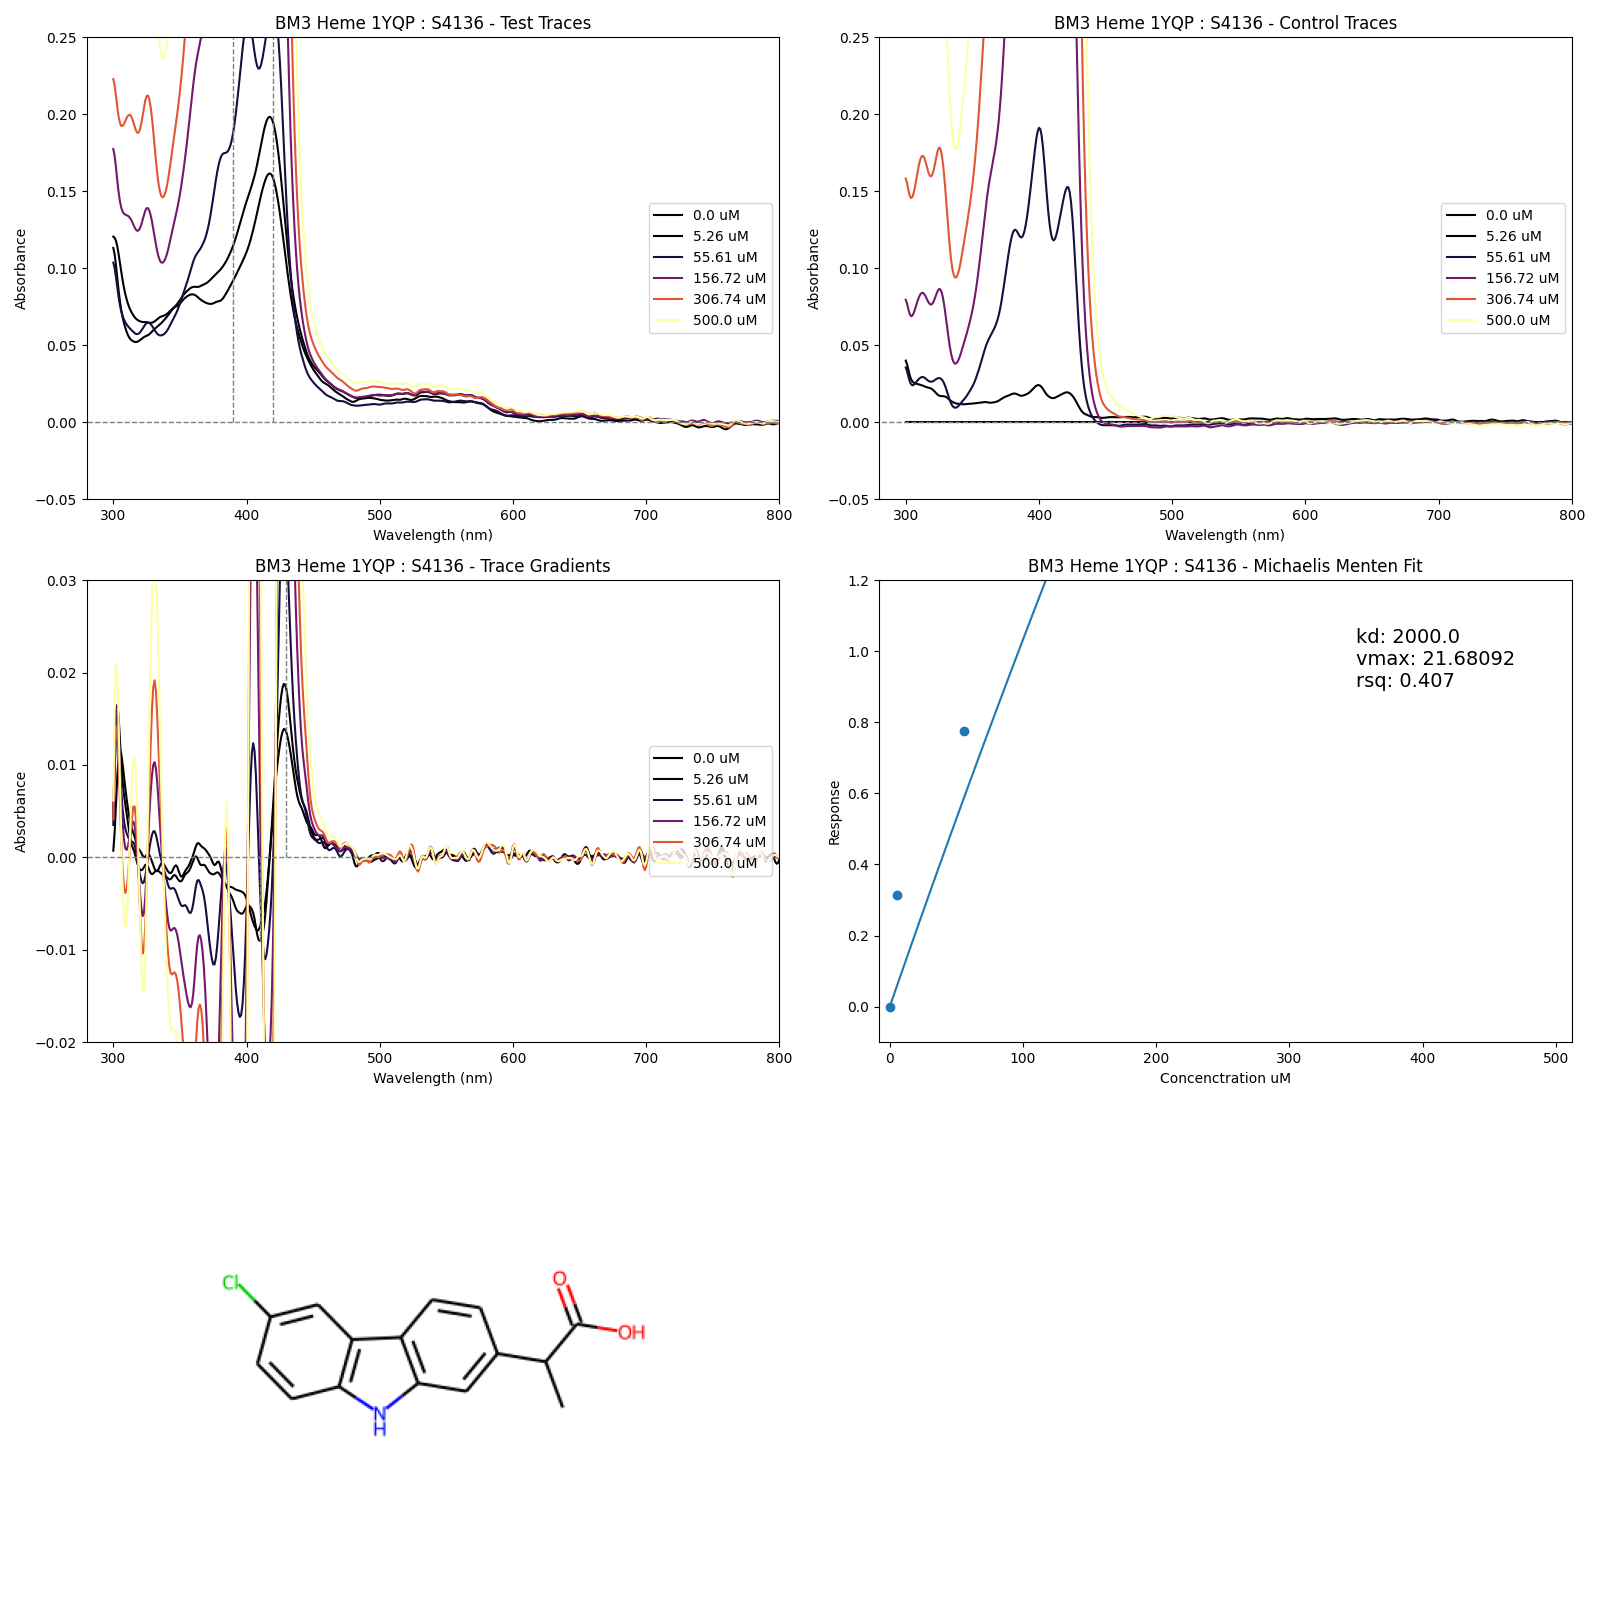 BM3 Heme 1YQP : S4136 - Test Traces
0.25
0.20
0.15
0.10
0.05
0.00
−0.05
Absorbance
300 400 500 600 700 800
Wavelength (nm)
0.0 uM
5.26 uM
55.61 uM
156.72 uM
306.74 uM
500.0 uM
BM3 Heme 1YQP : S4136 - Control Traces
0.25
0.20
0.15
0.10
0.05
0.00
−0.05
Absorbance
300 400 500 600 700 800
Wavelength (nm)
0.0 uM
5.26 uM
55.61 uM
156.72 uM
306.74 uM
500.0 uM
BM3 Heme 1YQP : S4136 - Trace Gradients
0.03
0.02
0.01
0.00
−0.01
−0.02
Absorbance
300 400 500 600 700 800
Wavelength (nm)
0.0 uM
5.26 uM
55.61 uM
156.72 uM
306.74 uM
500.0 uM
BM3 Heme 1YQP : S4136 - Michaelis Menten Fit
1.2
1.0
0.8
0.6
0.4
0.2
0.0
Response
0 100 200 300 400 500
Concenctration uM
kd: 2000.0
vmax: 21.68092
rsq: 0.407
Cl
O
OH
N
H